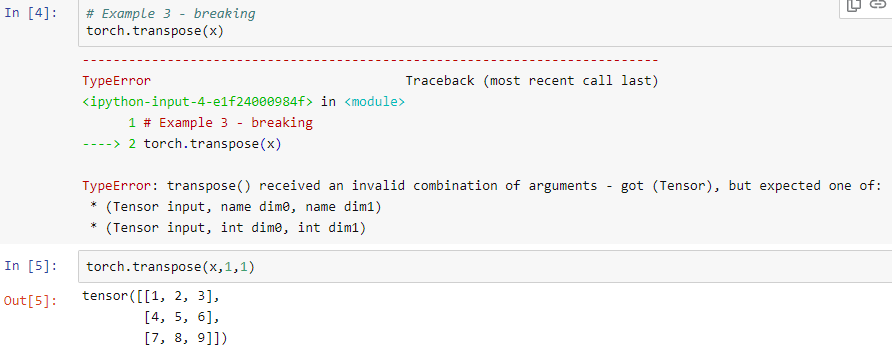 In [4]:
# Example 3 - breaking
torch.transpose(x)
---------------------------------------------------------------------------
TypeError                                 Traceback (most recent call last)
<ipython-input-4-e1f24000984f> in <module>
      1 # Example 3 - breaking
----> 2 torch.transpose(x)
TypeError: transpose() received an invalid combination of arguments - got (Tensor), but expected one of:
 * (Tensor input, name dim0, name dim1)
 * (Tensor input, int dim0, int dim1)
In [5]:
torch.transpose(x,1,1)
Out[5]:
tensor([[1, 2, 3],
        [4, 5, 6],
        [7, 8, 9]])